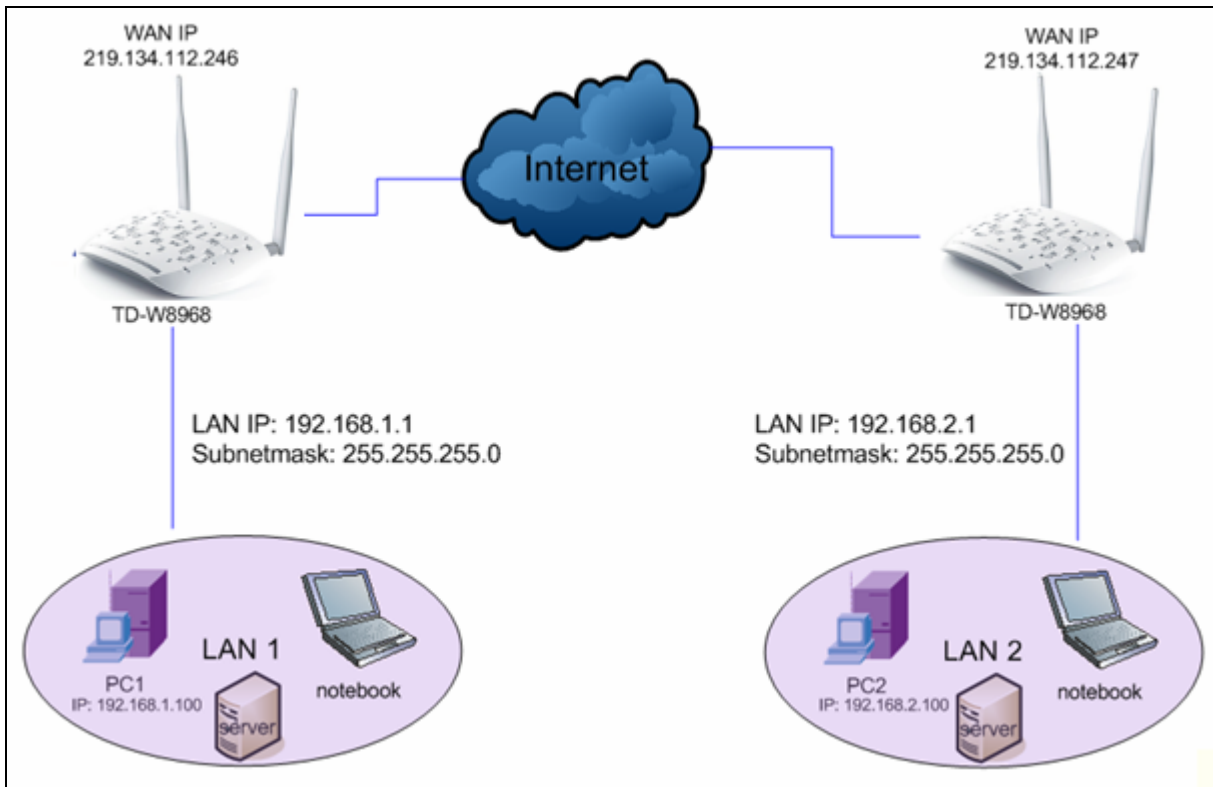 WAN IP
219.134.112.246
WAN IP
219.134.112.247
Internet
TD-W8968
TD-W8968
LAN IP: 192.168.1.1
Subnetmask: 255.255.255.0
LAN IP: 192.168.2.1
Subnetmask: 255.255.255.0
LAN 1
PC1
IP: 192.168.1.100
server
notebook
LAN 2
PC2
IP: 192.168.2.100
server
notebook